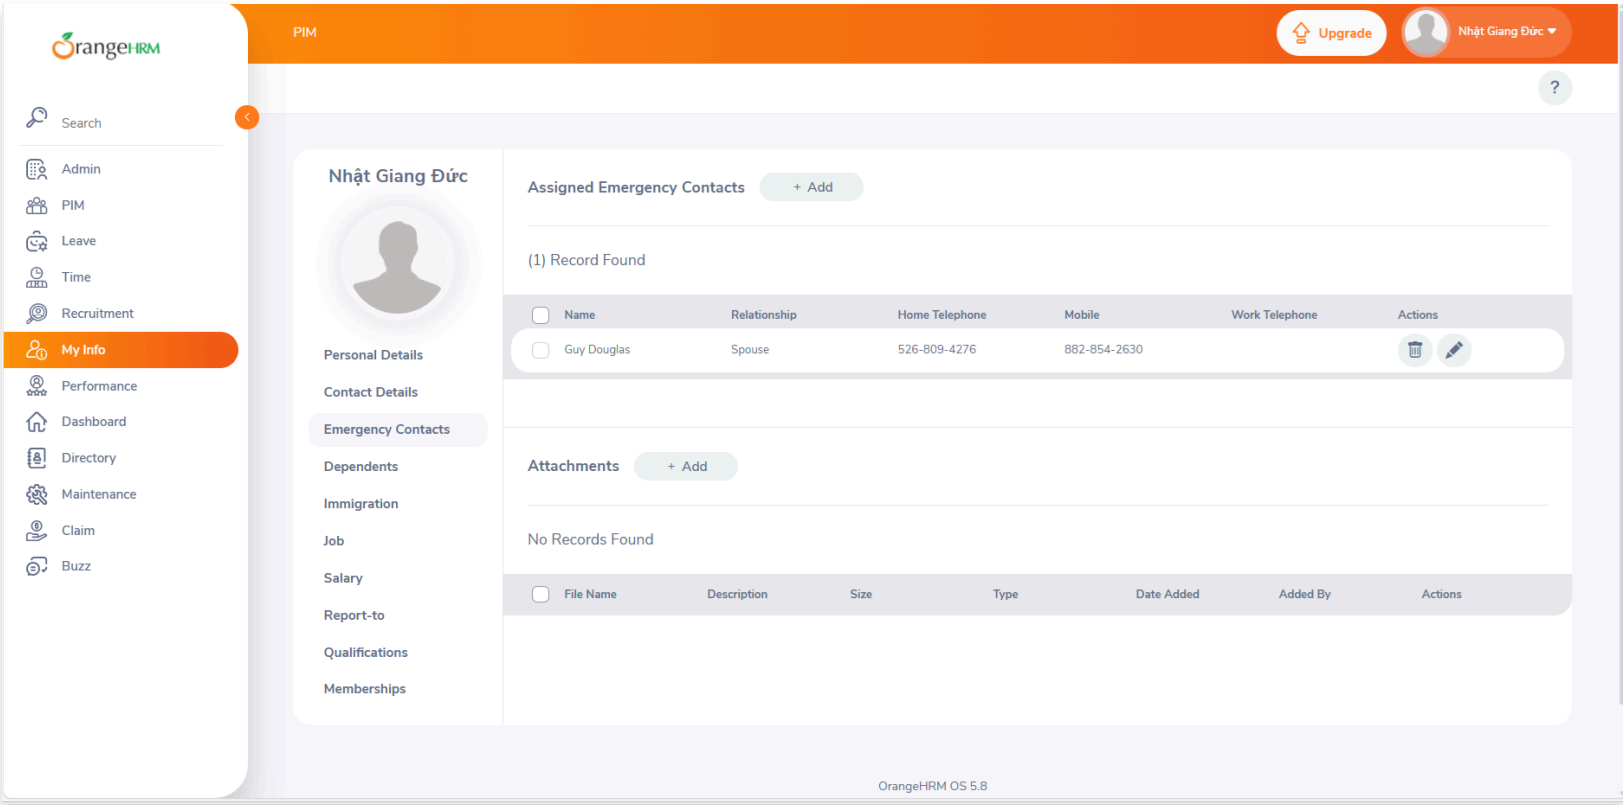 OrangeHRM
Search
Admin
PIM
Leave
Time
Recruitment
My Info
Performance
Dashboard
Directory
Maintenance
Claim
Buzz
PIM
Upgrade
Nhật Giang Đức
?
Nhật Giang Đức
Personal Details
Contact Details
Emergency Contacts
Dependents
Immigration
Job
Salary
Report-to
Qualifications
Memberships
Assigned Emergency Contacts + Add
(1) Record Found
Name Relationship Home Telephone Mobile Work Telephone Actions
Guy Douglas Spouse 526-809-4276 882-854-2630
Attachments + Add
No Records Found
File Name Description Size Type Date Added Added By Actions
OrangeHRM OS 5.8